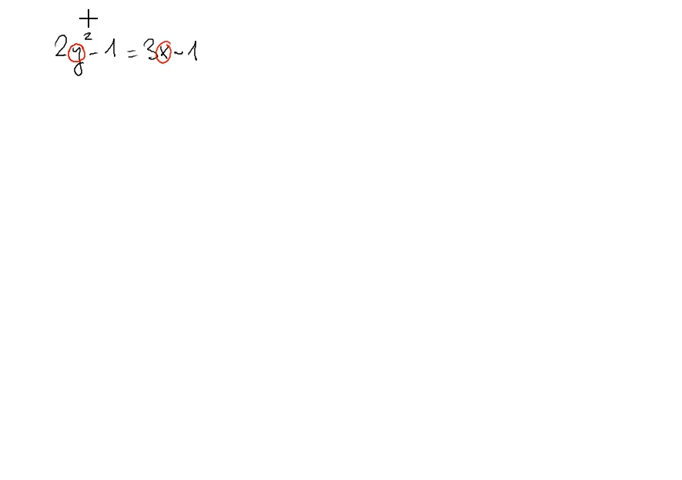 2y² - 1 = 3x - 1